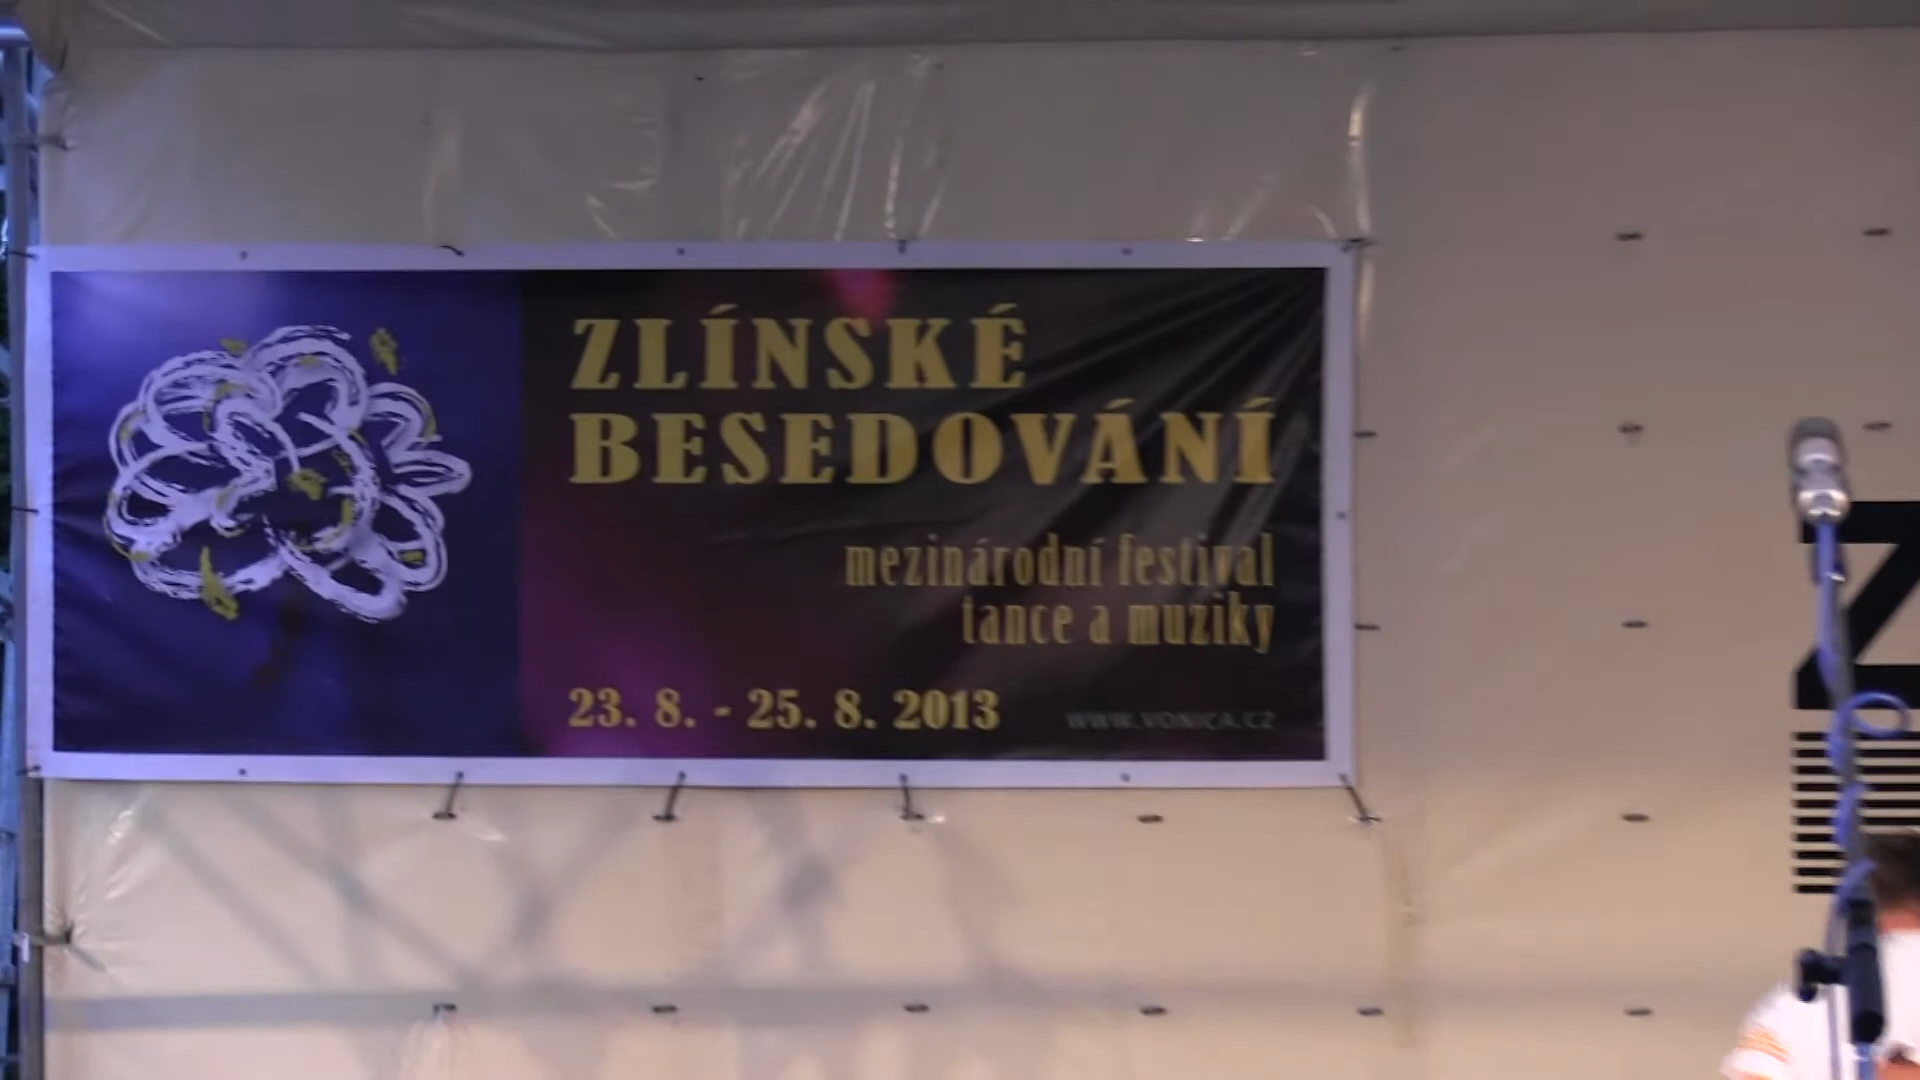 ZLÍNSKÉ
BESEDOVÁNÍ
mezinárodní festival
tance a muziky
23. 8. - 25. 8. 2013
WWW.VONICA.CZ
Z